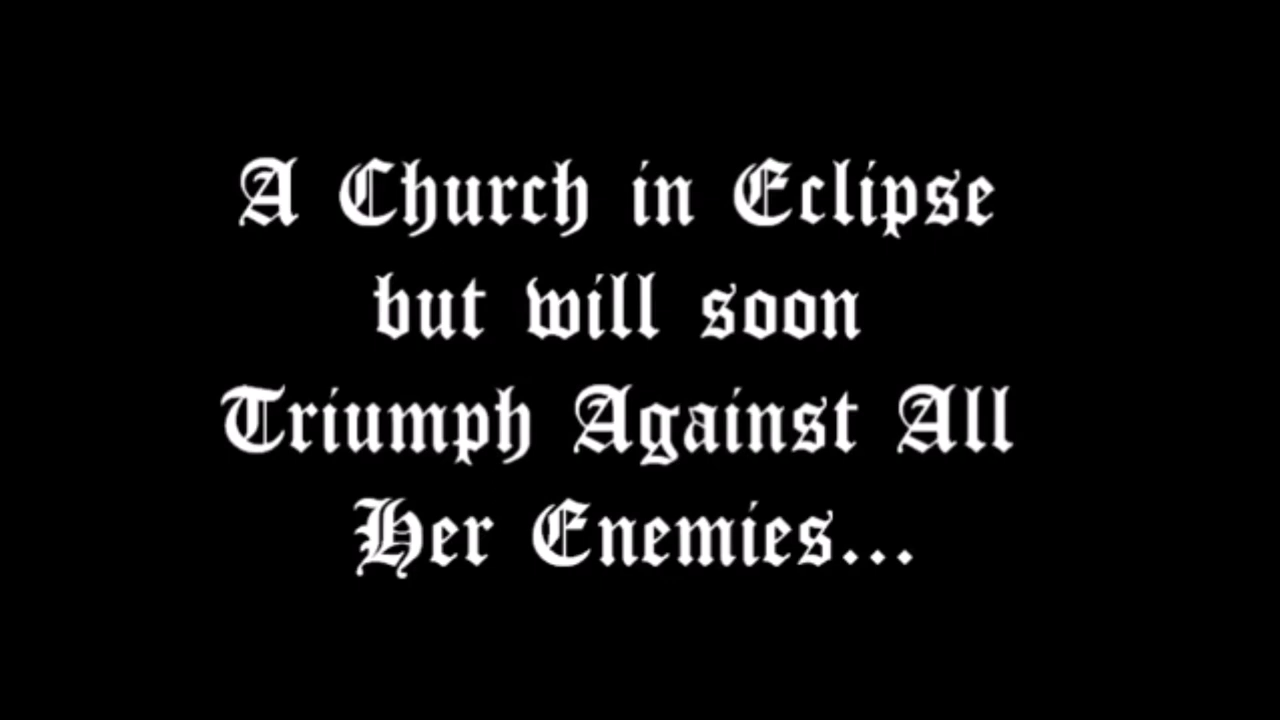 A Church in Eclipse
but will soon
Triumph Against All
Her Enemies...